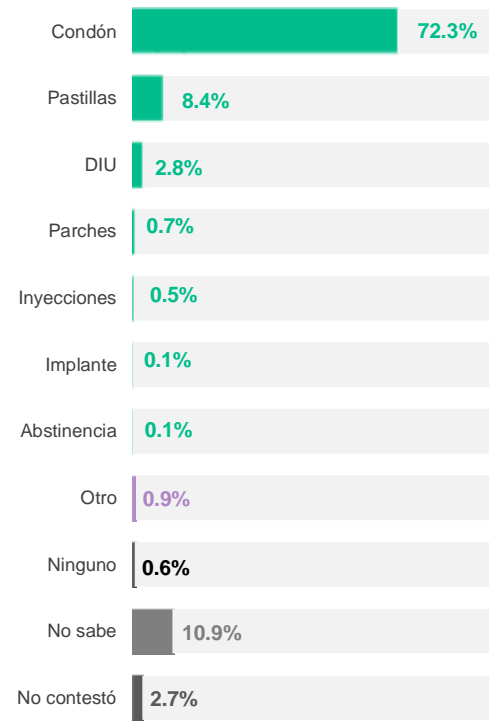 Condón 72.3%
Pastillas 8.4%
DIU 2.8%
Parches 0.7%
Inyecciones 0.5%
Implante 0.1%
Abstinencia 0.1%
Otro 0.9%
Ninguno 0.6%
No sabe 10.9%
No contestó 2.7%